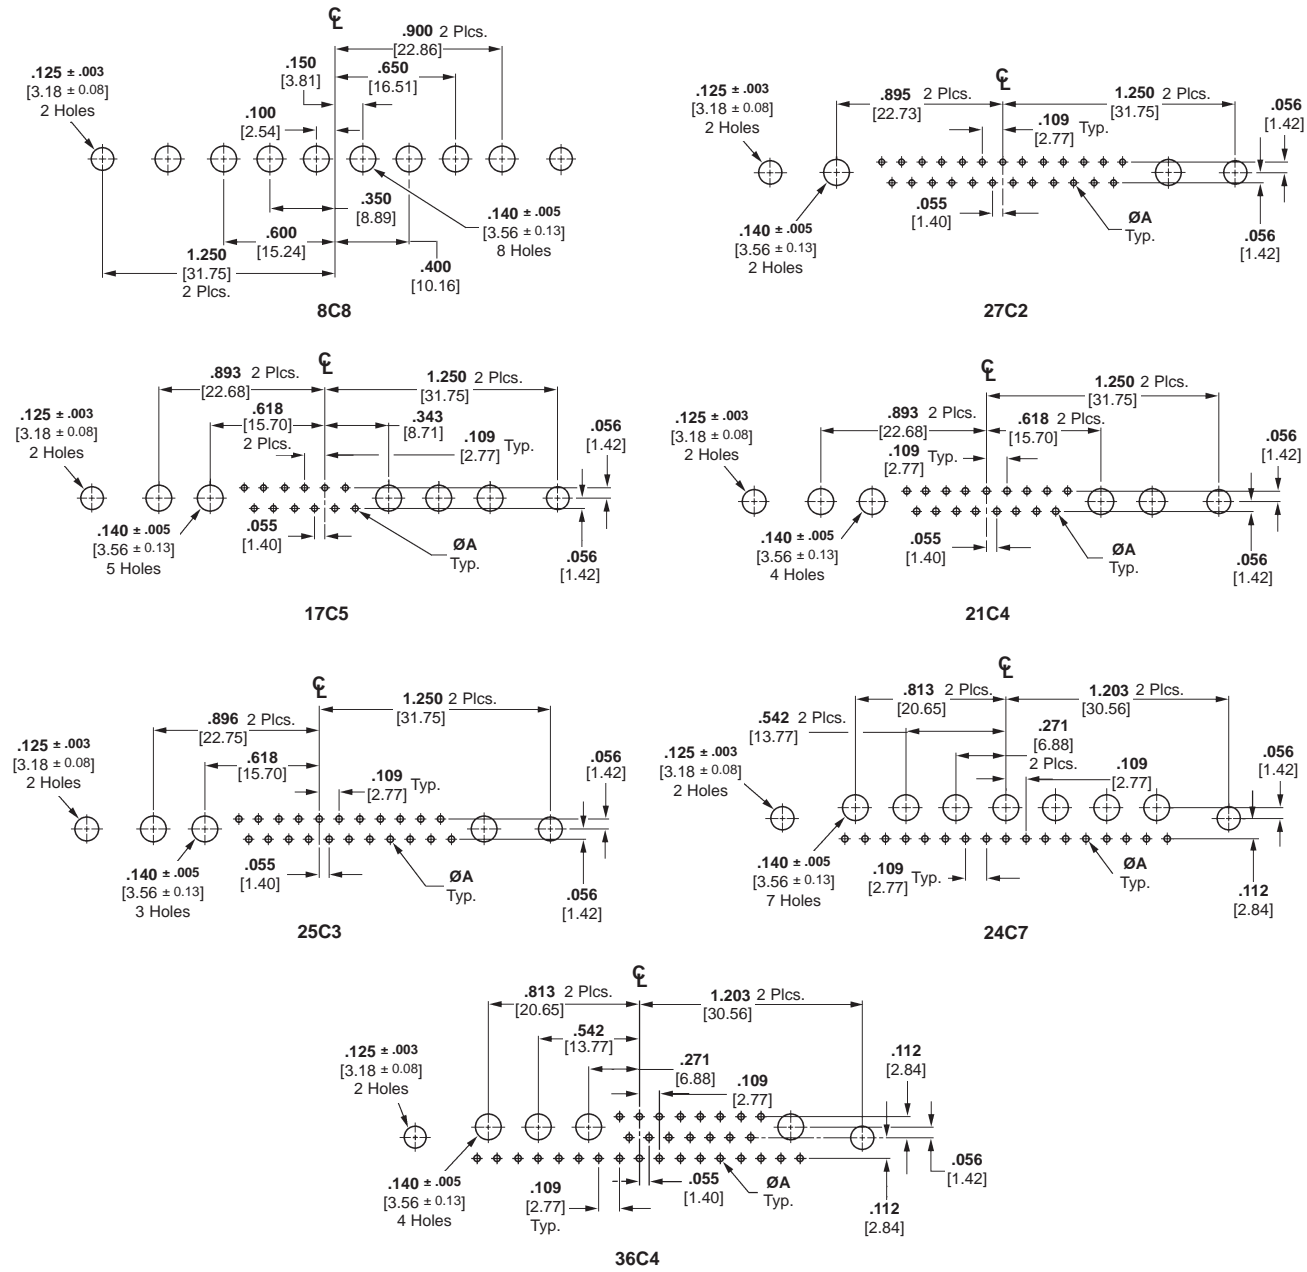 ℄
.900 2 Plcs.
[22.86]
.150
[3.81]
.650
[16.51]
.125 ± .003
[3.18 ± 0.08]
2 Holes
.100
[2.54]
.350
[8.89]
.140 ± .005
[3.56 ± 0.13]
8 Holes
.600
[15.24]
1.250
[31.75]
2 Plcs.
.400
[10.16]
8C8
℄
.125 ± .003
[3.18 ± 0.08]
2 Holes
.895 2 Plcs.
[22.73]
1.250 2 Plcs.
[31.75]
.056
[1.42]
.109 Typ.
[2.77]
.055
[1.40]
ØA
Typ.
.140 ± .005
[3.56 ± 0.13]
2 Holes
.056
[1.42]
27C2
℄
.893 2 Plcs.
[22.68]
1.250 2 Plcs.
[31.75]
.125 ± .003
[3.18 ± 0.08]
2 Holes
.618
[15.70]
2 Plcs.
.343
[8.71]
.109 Typ.
[2.77]
.056
[1.42]
.140 ± .005
[3.56 ± 0.13]
5 Holes
.055
[1.40]
ØA
Typ.
.056
[1.42]
17C5
℄
1.250 2 Plcs.
[31.75]
.125 ± .003
[3.18 ± 0.08]
2 Holes
.893 2 Plcs.
[22.68]
.618 2 Plcs.
[15.70]
.109 Typ.
[2.77]
.056
[1.42]
.140 ± .005
[3.56 ± 0.13]
4 Holes
.055
[1.40]
ØA
Typ.
.056
[1.42]
21C4
℄
.896 2 Plcs.
[22.75]
1.250 2 Plcs.
[31.75]
.125 ± .003
[3.18 ± 0.08]
2 Holes
.618
[15.70]
.109 Typ.
[2.77]
.056
[1.42]
.140 ± .005
[3.56 ± 0.13]
3 Holes
.055
[1.40]
ØA
Typ.
.056
[1.42]
25C3
℄
.813 2 Plcs.
[20.65]
1.203 2 Plcs.
[30.56]
.542 2 Plcs.
[13.77]
.271
[6.88]
2 Plcs.
.125 ± .003
[3.18 ± 0.08]
2 Holes
.109
[2.77]
.056
[1.42]
.140 ± .005
[3.56 ± 0.13]
7 Holes
.109 Typ.
[2.77]
ØA
Typ.
.112
[2.84]
24C7
℄
.813 2 Plcs.
[20.65]
1.203 2 Plcs.
[30.56]
.542
[13.77]
.125 ± .003
[3.18 ± 0.08]
2 Holes
.271
[6.88]
.109
[2.77]
.112
[2.84]
.140 ± .005
[3.56 ± 0.13]
4 Holes
.109
[2.77]
Typ.
.055
[1.40]
ØA
Typ.
.056
[1.42]
.112
[2.84]
36C4